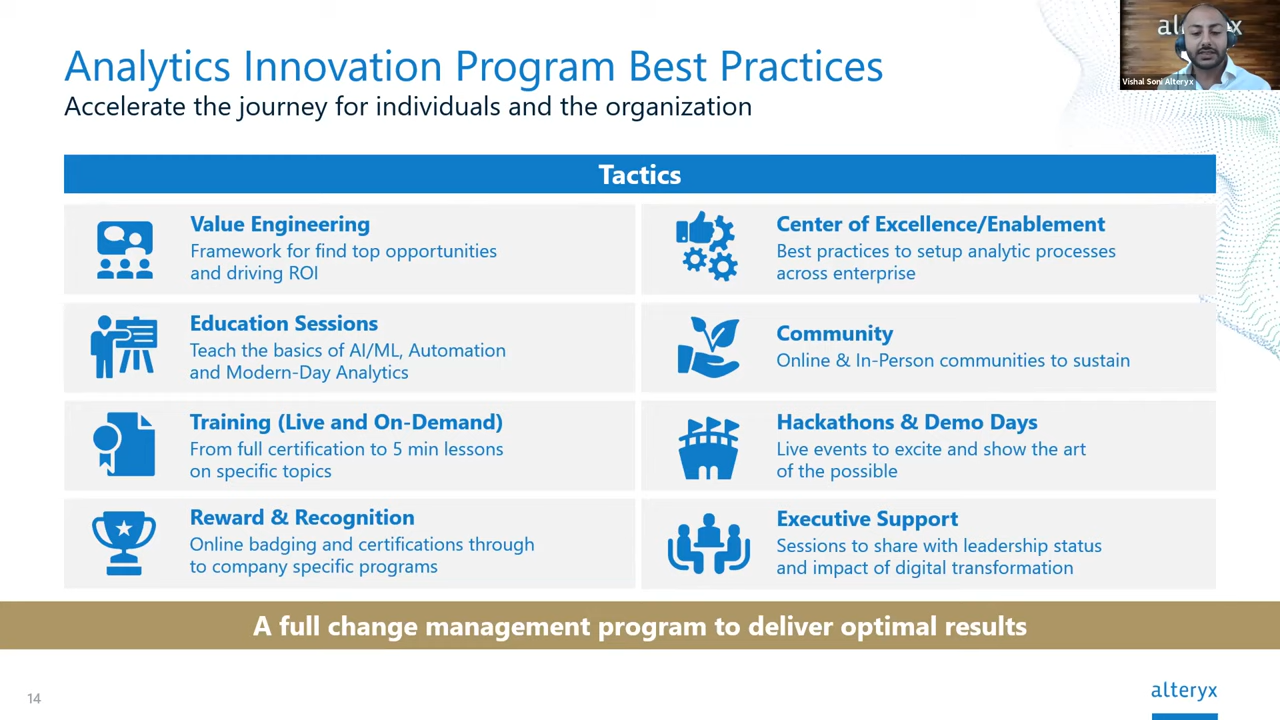 Analytics Innovation Program Best Practices
Accelerate the journey for individuals and the organization
Vishal Soni Alteryx
Tactics
Value Engineering
Framework for find top opportunities
and driving ROI
Center of Excellence/Enablement
Best practices to setup analytic processes
across enterprise
Education Sessions
Teach the basics of AI/ML, Automation
and Modern-Day Analytics
Community
Online & In-Person communities to sustain
Training (Live and On-Demand)
From full certification to 5 min lessons
on specific topics
Hackathons & Demo Days
Live events to excite and show the art
of the possible
Reward & Recognition
Online badging and certifications through
to company specific programs
Executive Support
Sessions to share with leadership status
and impact of digital transformation
A full change management program to deliver optimal results
14
alteryx